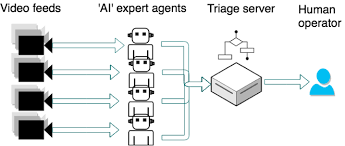 Video feeds
'AI' expert agents
Triage server
Human
operator